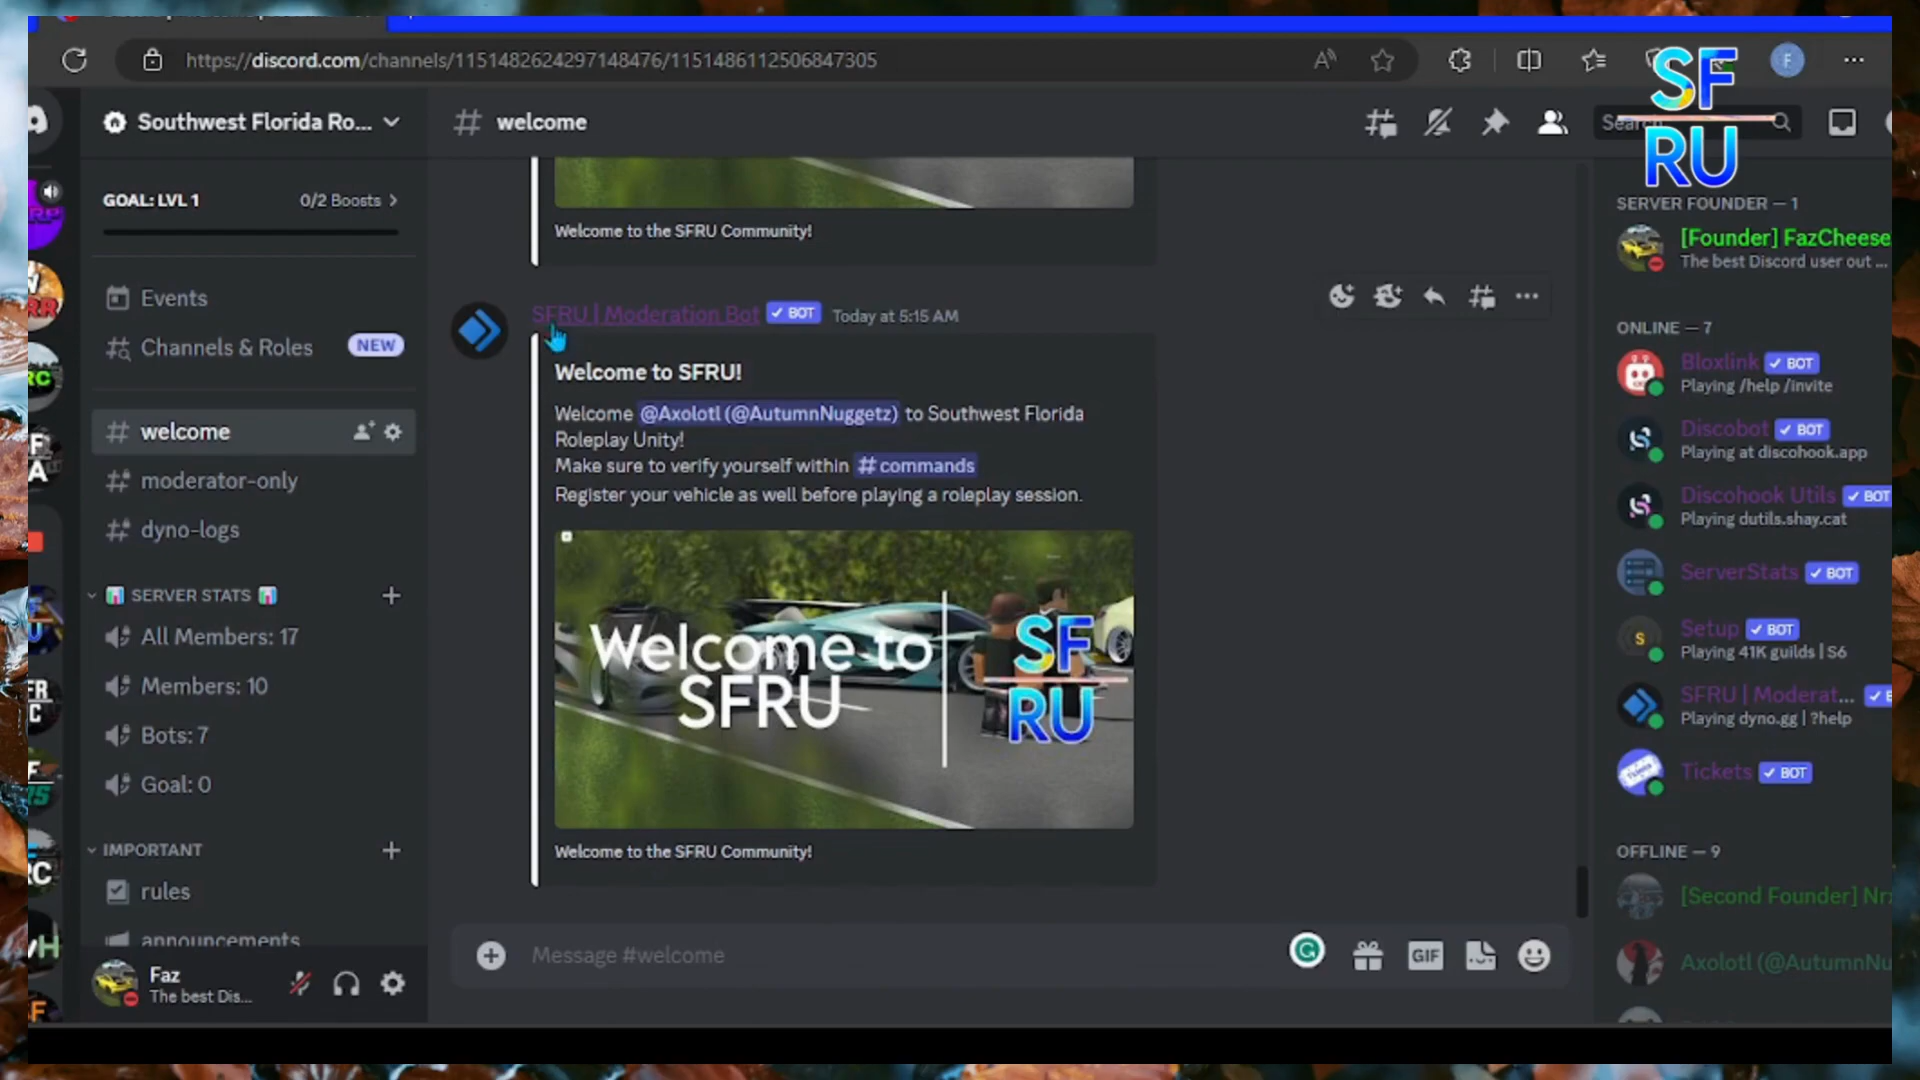 https://discord.com/channels/1151482624297148476/1151486112506847305
F
SF
RU
Southwest Florida Ro...
welcome
Search
GOAL: LVL 1
0/2 Boosts
Events
Channels & Roles
NEW
welcome
moderator-only
dyno-logs
SERVER STATS
All Members: 17
Members: 10
Bots: 7
Goal: 0
IMPORTANT
rules
announcements
Faz
The best Dis...
Welcome to the SFRU Community!
SFRU | Moderation Bot
BOT
Today at 5:15 AM
Welcome to SFRU!
Welcome @Axolotl (@AutumnNuggetz) to Southwest Florida
Roleplay Unity!
Make sure to verify yourself within # commands
Register your vehicle as well before playing a roleplay session.
Welcome to
SFRU
SF
RU
Welcome to the SFRU Community!
Message #welcome
GIF
SERVER FOUNDER — 1
[Founder] FazCheese
The best Discord user out ...
ONLINE — 7
Bloxlink BOT
Playing /help /invite
Discobot BOT
Playing at discohook.app
Discohook Utils BOT
Playing dutils.shay.cat
ServerStats BOT
S
Setup BOT
Playing 41K guilds | S6
SFRU | Moderat...
Playing dyno.gg | ?help
Tickets BOT
OFFLINE — 9
[Second Founder] Nr
Axolotl (@AutumnNu